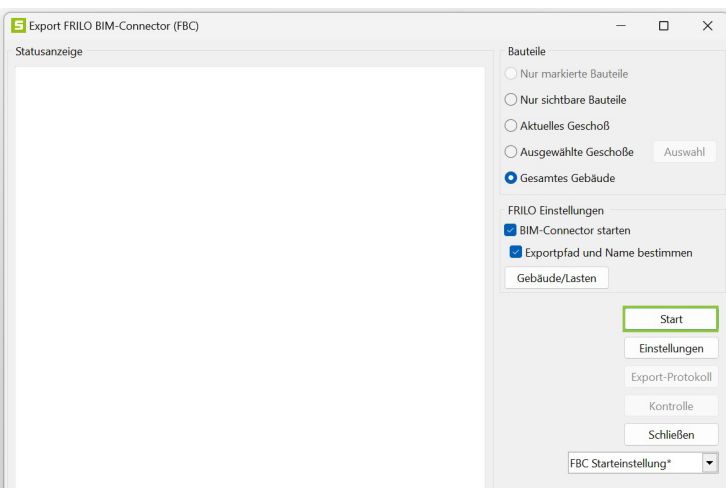 Export FRILO BIM-Connector (FBC)
Statusanzeige
Bauteile
Nur markierte Bauteile
Nur sichtbare Bauteile
Aktuelles Geschoß
Ausgewählte Geschoße Auswahl
Gesamtes Gebäude
FRILO Einstellungen
BIM-Connector starten
Exportpfad und Name bestimmen
Gebäude/Lasten
Start
Einstellungen
Export-Protokoll
Kontrolle
Schließen
FBC Starteinstellung*